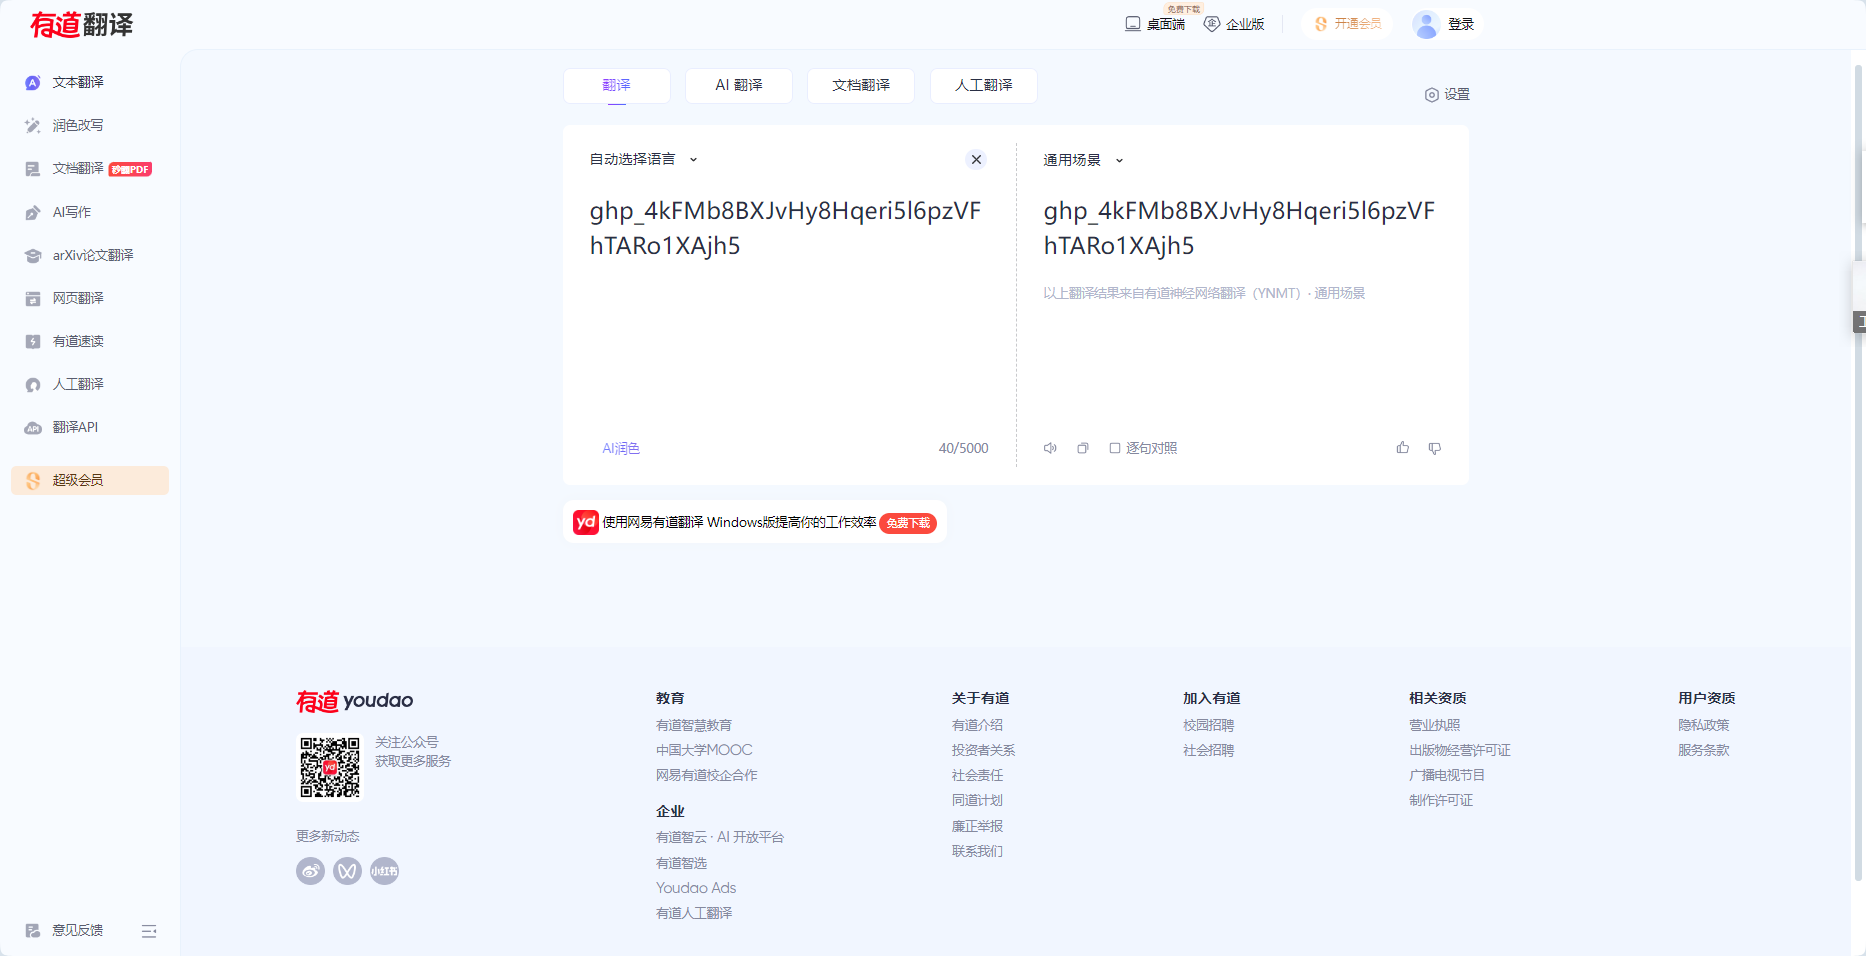 有道翻译
免费下载
桌面端
企业版
开通会员
登录
文本翻译
润色改写
文档翻译
AI写作
arXiv论文翻译
网页翻译
有道速读
人工翻译
翻译API
超级会员
意见反馈
翻译
AI 翻译
文档翻译
人工翻译
设置
自动选择语言
ghp_4kFMb8BXJvHy8Hqeri5l6pzVF
hTARo1XAjh5
AI润色
40/5000
通用场景
ghp_4kFMb8BXJvHy8Hqeri5l6pzVF
hTARo1XAjh5
以上翻译结果来自有道神经网络翻译（YNMT）· 通用场景
逐句对照
yd 使用网易有道翻译 Windows版提高你的工作效率 免费下载
有道 youdao
关注公众号
获取更多服务
更多新动态
小红书
教育
有道智慧教育
中国大学MOOC
网易有道校企合作
企业
有道智云 · AI 开放平台
有道智选
Youdao Ads
有道人工翻译
关于有道
有道介绍
投资者关系
社会责任
同道计划
廉正举报
联系我们
加入有道
校园招聘
社会招聘
相关资质
营业执照
出版物经营许可证
广播电视节目
制作许可证
用户资质
隐私政策
服务条款